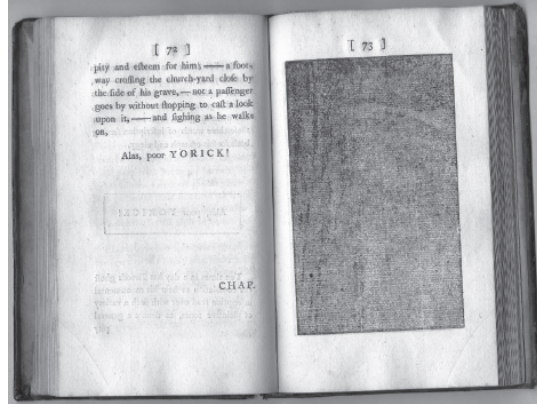 [ 72 ]
pity and eſteem for him; —— a foot-
way croſſing the church-yard cloſe by
the ſide of his grave,— not a paſſenger
goes by without ſtopping to caſt a look
upon it, —— and ſighing as he walks
on,
Alas, poor YORICK!
CHAP.
[ 73 ]